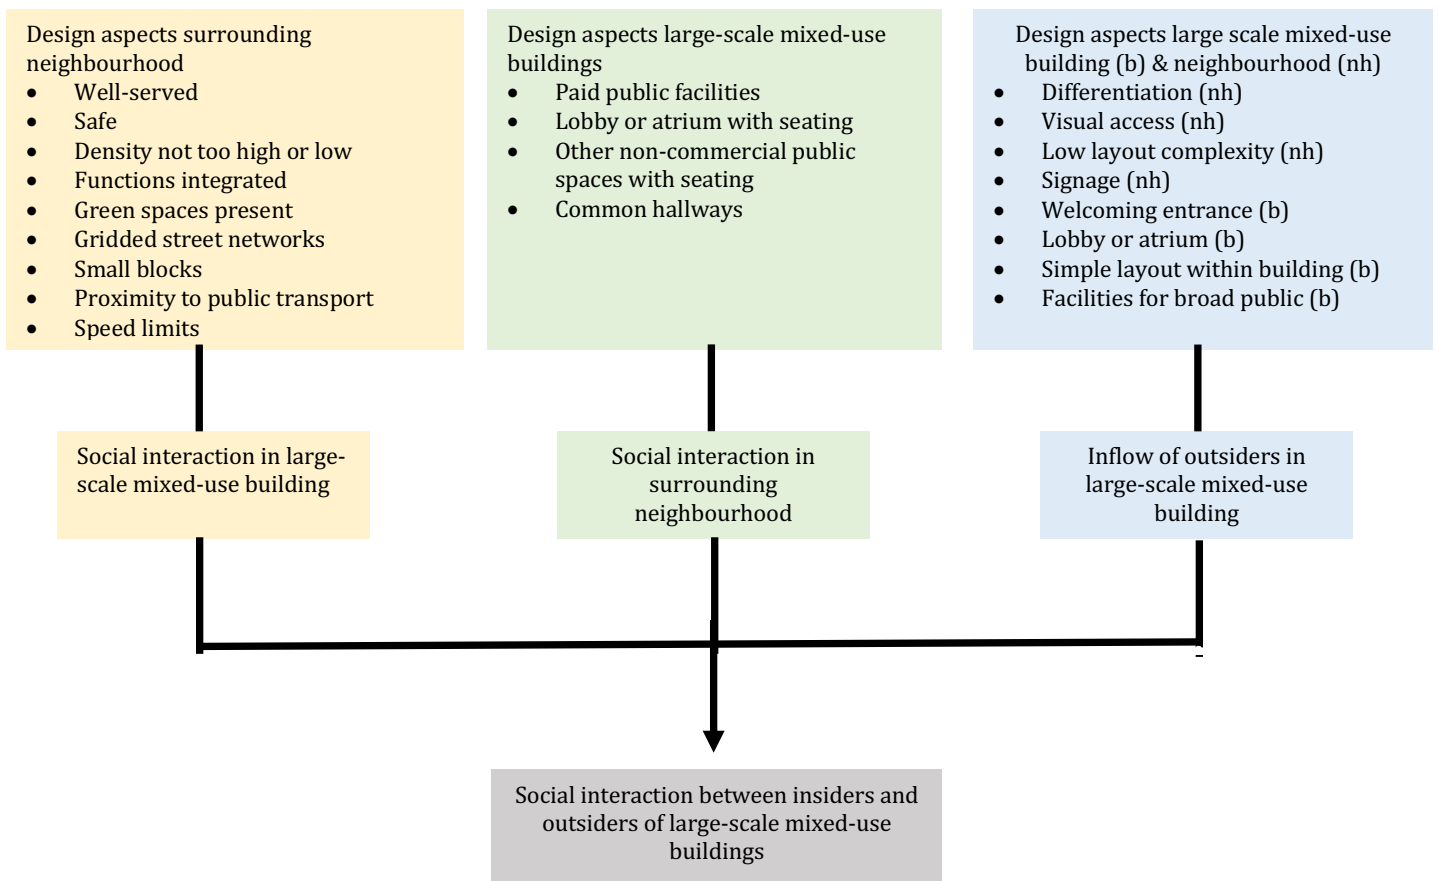 Design aspects surrounding
neighbourhood
• Well-served
• Safe
• Density not too high or low
• Functions integrated
• Green spaces present
• Gridded street networks
• Small blocks
• Proximity to public transport
• Speed limits
Design aspects large-scale mixed-use
buildings
• Paid public facilities
• Lobby or atrium with seating
• Other non-commercial public
spaces with seating
• Common hallways
Design aspects large scale mixed-use
building (b) & neighbourhood (nh)
• Differentiation (nh)
• Visual access (nh)
• Low layout complexity (nh)
• Signage (nh)
• Welcoming entrance (b)
• Lobby or atrium (b)
• Simple layout within building (b)
• Facilities for broad public (b)
Social interaction in large-
scale mixed-use building
Social interaction in
surrounding
neighbourhood
Inflow of outsiders in
large-scale mixed-use
building
Social interaction between insiders and
outsiders of large-scale mixed-use
buildings